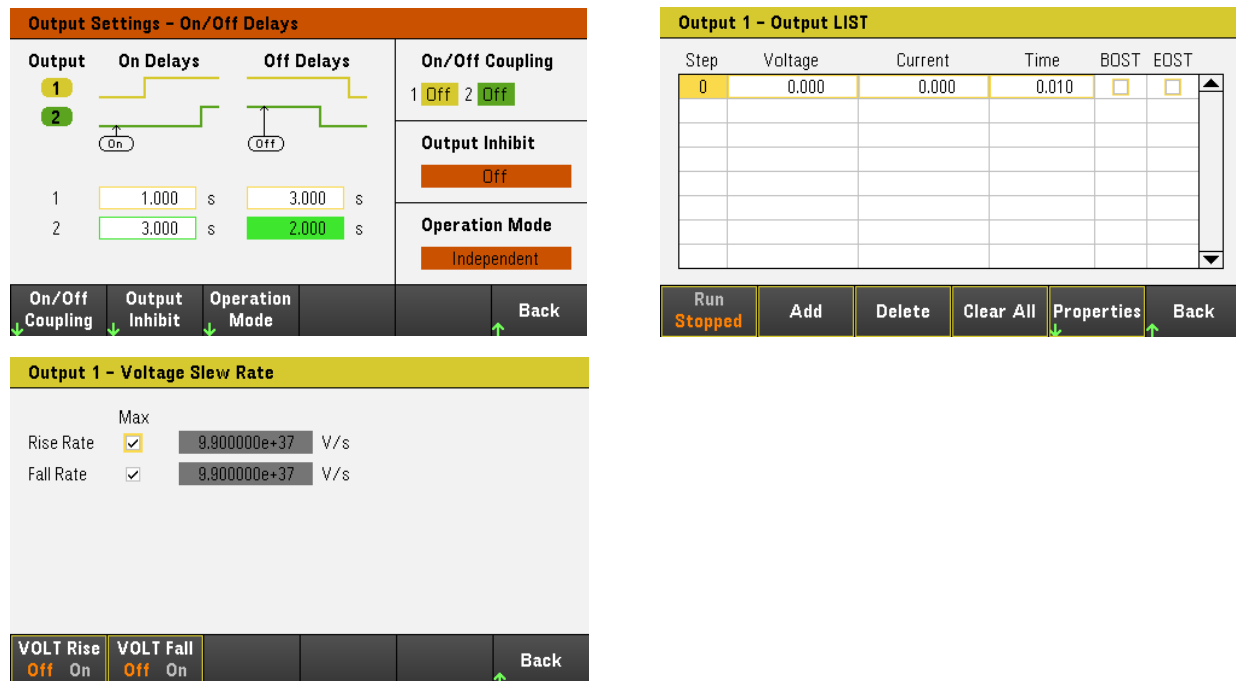 Output Settings - On/Off Delays
Output On Delays Off Delays
1
2
On
Off
1 1.000 s 3.000 s
2 3.000 s 2.000 s
On/Off Coupling
1 Off 2 Off
Output Inhibit
Off
Operation Mode
Independent
On/Off Coupling
Output Inhibit
Operation Mode
Back
Output 1 - Output LIST
Step Voltage Current Time BOST EOST
0 0.000 0.000 0.010
Run Stopped
Add
Delete
Clear All
Properties
Back
Output 1 - Voltage Slew Rate
Max
Rise Rate 9.900000e+37 V/s
Fall Rate 9.900000e+37 V/s
VOLT Rise VOLT Fall
Off On Off On
Back